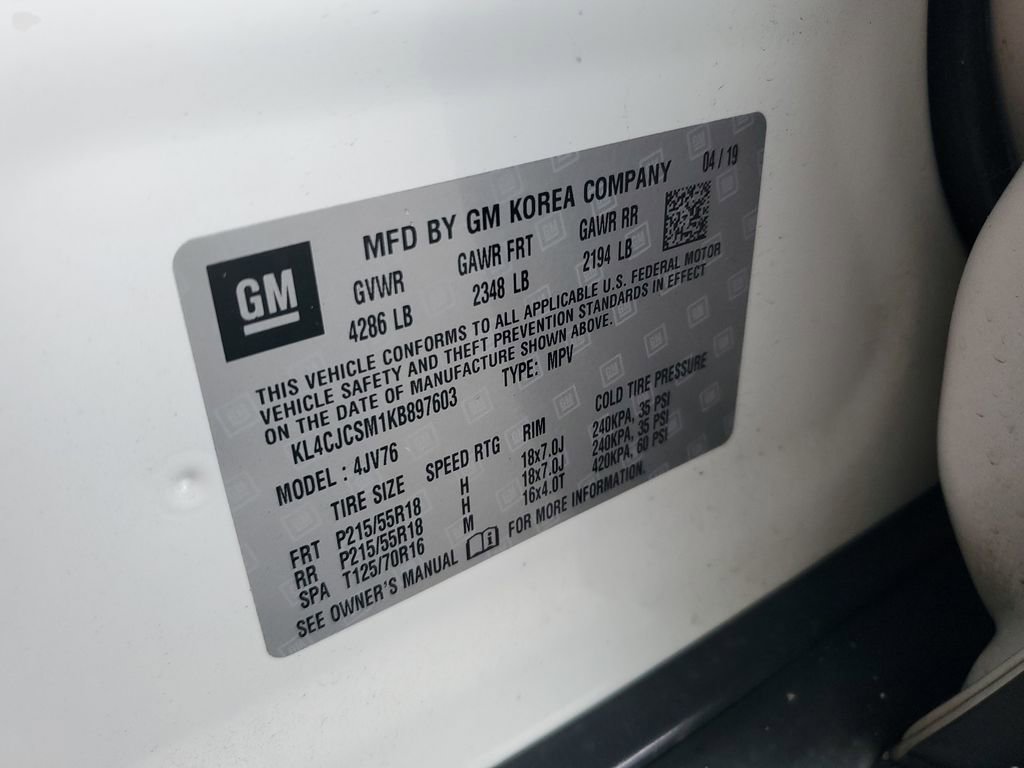 04 / 19
MFD BY GM KOREA COMPANY
GM
GVWR GAWR FRT GAWR RR
4286 LB 2348 LB 2194 LB
THIS VEHICLE CONFORMS TO ALL APPLICABLE U.S. FEDERAL MOTOR
VEHICLE SAFETY AND THEFT PREVENTION STANDARDS IN EFFECT
ON THE DATE OF MANUFACTURE SHOWN ABOVE.
KL4CJCSM1KB897603 TYPE: MPV
MODEL : 4JV76
TIRE SIZE SPEED RTG RIM COLD TIRE PRESSURE
FRT P215/55R18 H 18x7.0J 240KPA, 35 PSI
RR P215/55R18 H 18x7.0J 240KPA, 35 PSI
SPA T125/70R16 M 16x4.0T 420KPA, 60 PSI
SEE OWNER'S MANUAL FOR MORE INFORMATION.